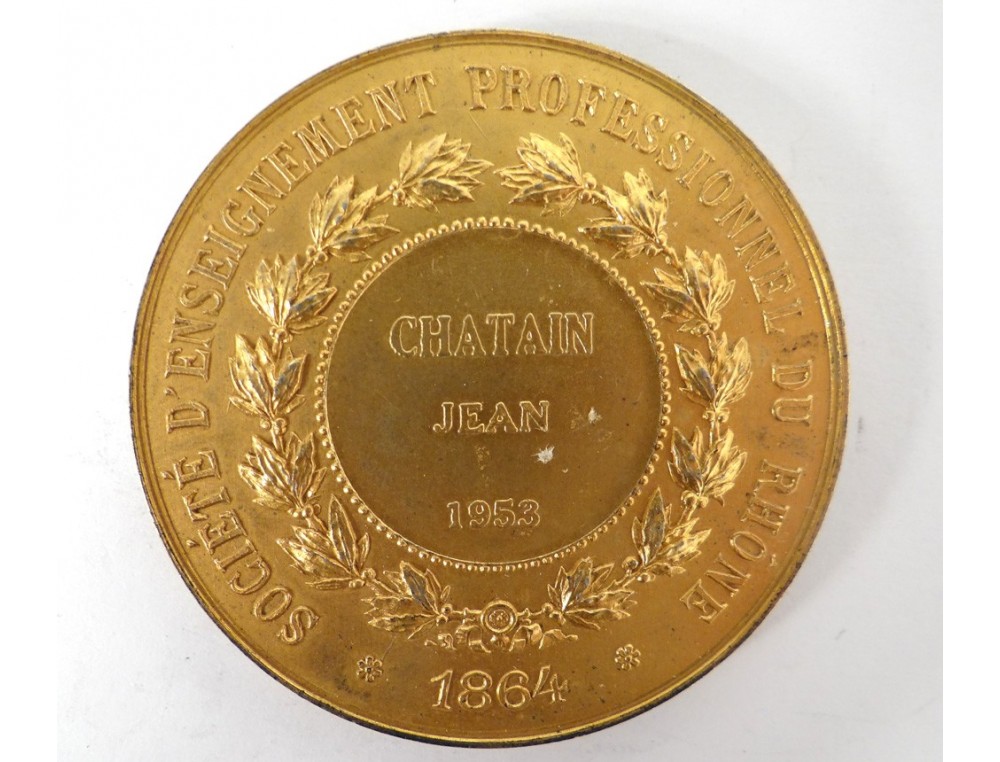 SOCIÉTÉ D'ENSEIGNEMENT PROFESSIONNEL DU RHÔNE
CHATAIN
JEAN
1953
1864